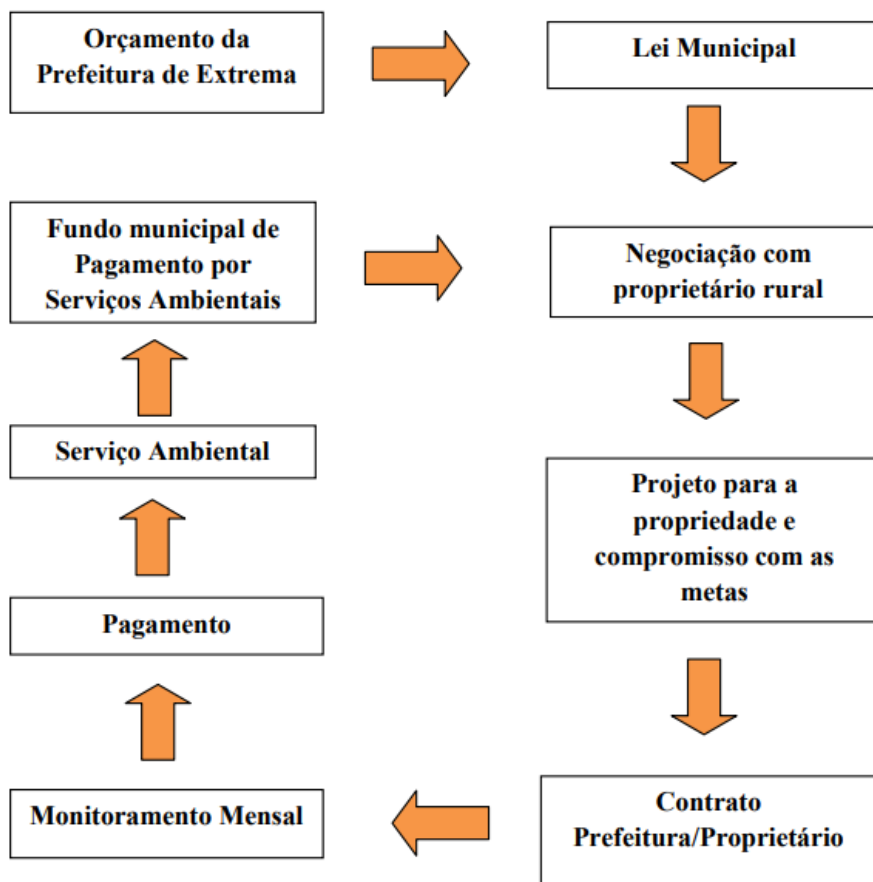 Orçamento da
Prefeitura de Extrema
Lei Municipal
Fundo municipal de
Pagamento por
Serviços Ambientais
Negociação com
proprietário rural
Serviço Ambiental
Projeto para a
propriedade e
compromisso com as
metas
Pagamento
Monitoramento Mensal
Contrato
Prefeitura/Proprietário